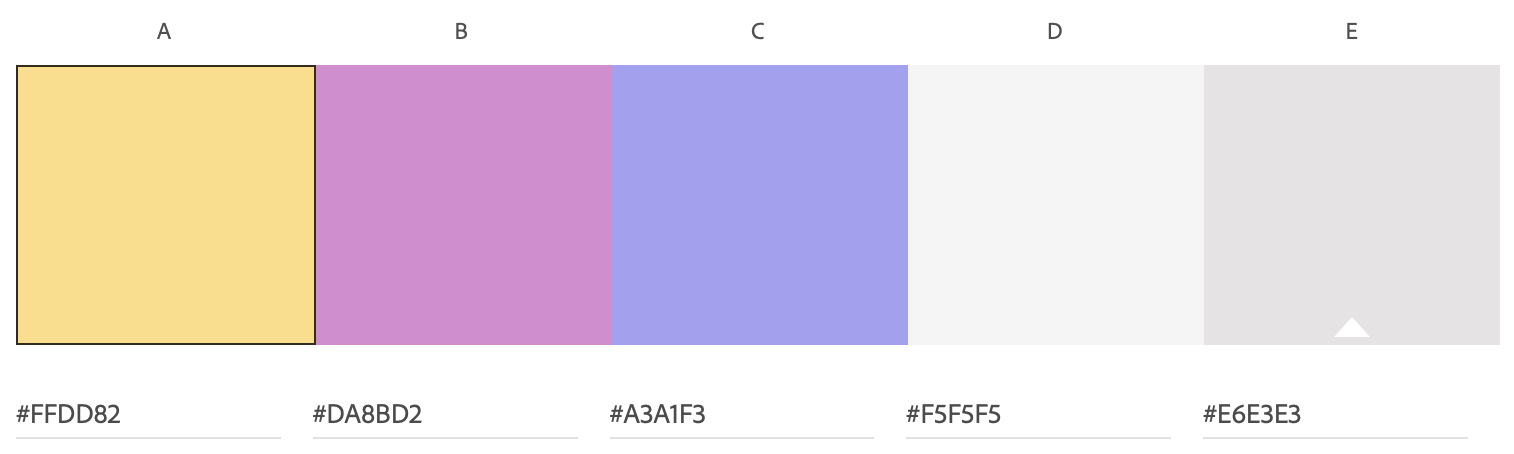 A B C D E
#FFDD82 #DA8BD2 #A3A1F3 #F5F5F5 #E6E3E3